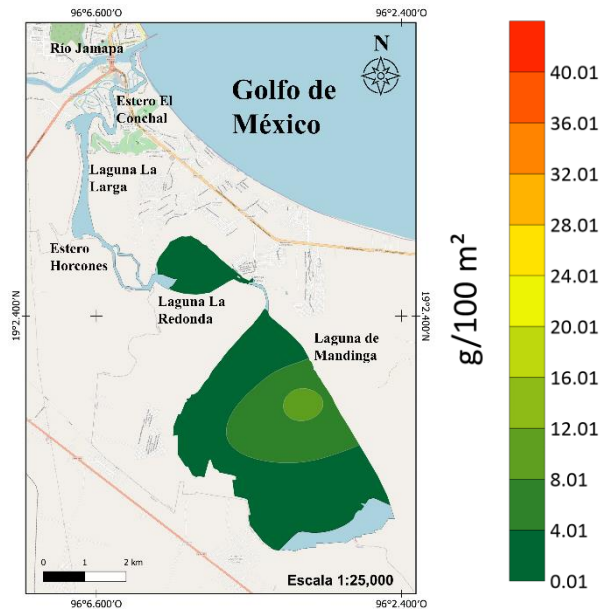 96°6.600'O 96°2.400'O
Río Jamapa
N
Estero El
Conchal
Golfo de
México
Laguna La
Larga
Estero
Horcones
Laguna La
Redonda
19°2.400'N
19°2.400'N
Laguna de
Mandinga
0 1 2 km
Escala 1:25,000
96°6.600'O 96°2.400'O
g/100 m²
40.01
36.01
32.01
28.01
24.01
20.01
16.01
12.01
8.01
4.01
0.01